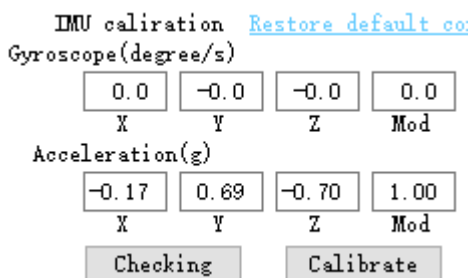 IMU caliration Restore default
Gyroscope(degree/s)
0.0 -0.0 -0.0 0.0
X Y Z Mod
Acceleration(g)
-0.17 0.69 -0.70 1.00
X Y Z Mod
Checking Calibrate